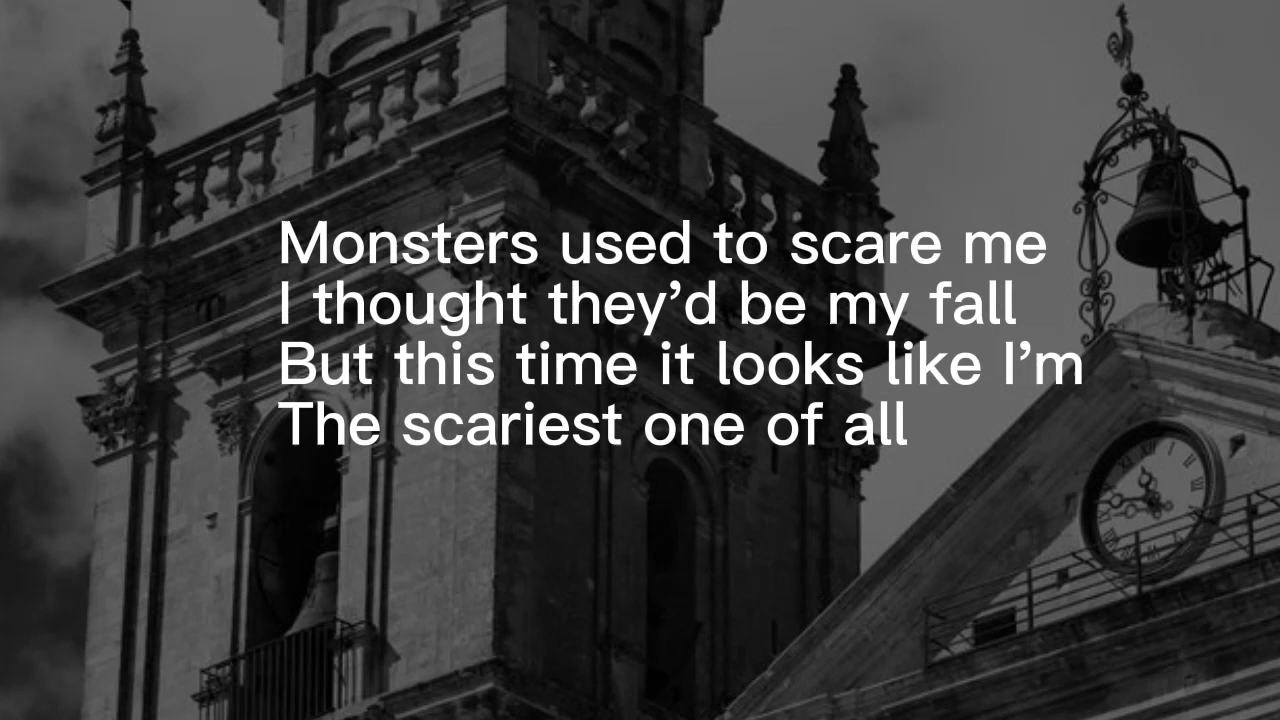 Monsters used to scare me
I thought they’d be my fall
But this time it looks like I’m
The scariest one of all